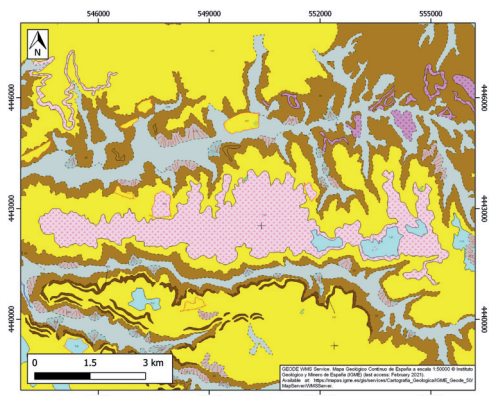 546000 549000 552000 555000
N
4446000 4446000
4443000 4443000
4440000 4440000
0 1.5 3 km
GEODE WMS Service. Mapa Geológico Continuo de España a escala 1:50000 © Instituto
Geológico y Minero de España (IGME) (last access: February 2021).
Available at: https://mapas.igme.es/gis/services/Cartografia_Geologica/IGME_Geode_50/
MapServer/WMSServer.